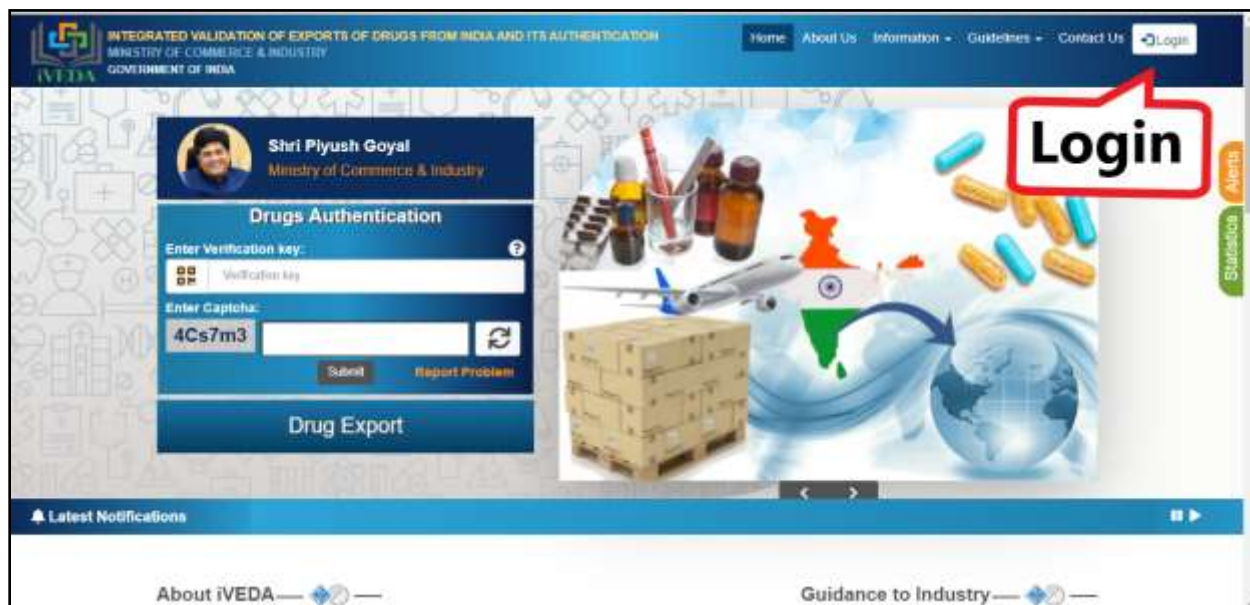 INTEGRATED VALIDATION OF EXPORTS OF DRUGS FROM INDIA AND ITS AUTHENTICATION
MINISTRY OF COMMERCE & INDUSTRY
GOVERNMENT OF INDIA
iVEDA
Home About Us Information Guidelines Contact Us Login
Login
Shri Piyush Goyal
Ministry of Commerce & Industry
Drugs Authentication
Enter Verification key:
Verification key
Enter Captcha:
4Cs7m3
Submit Report Problem
Drug Export
Alerts
Statistics
Latest Notifications
About iVEDA
Guidance to Industry